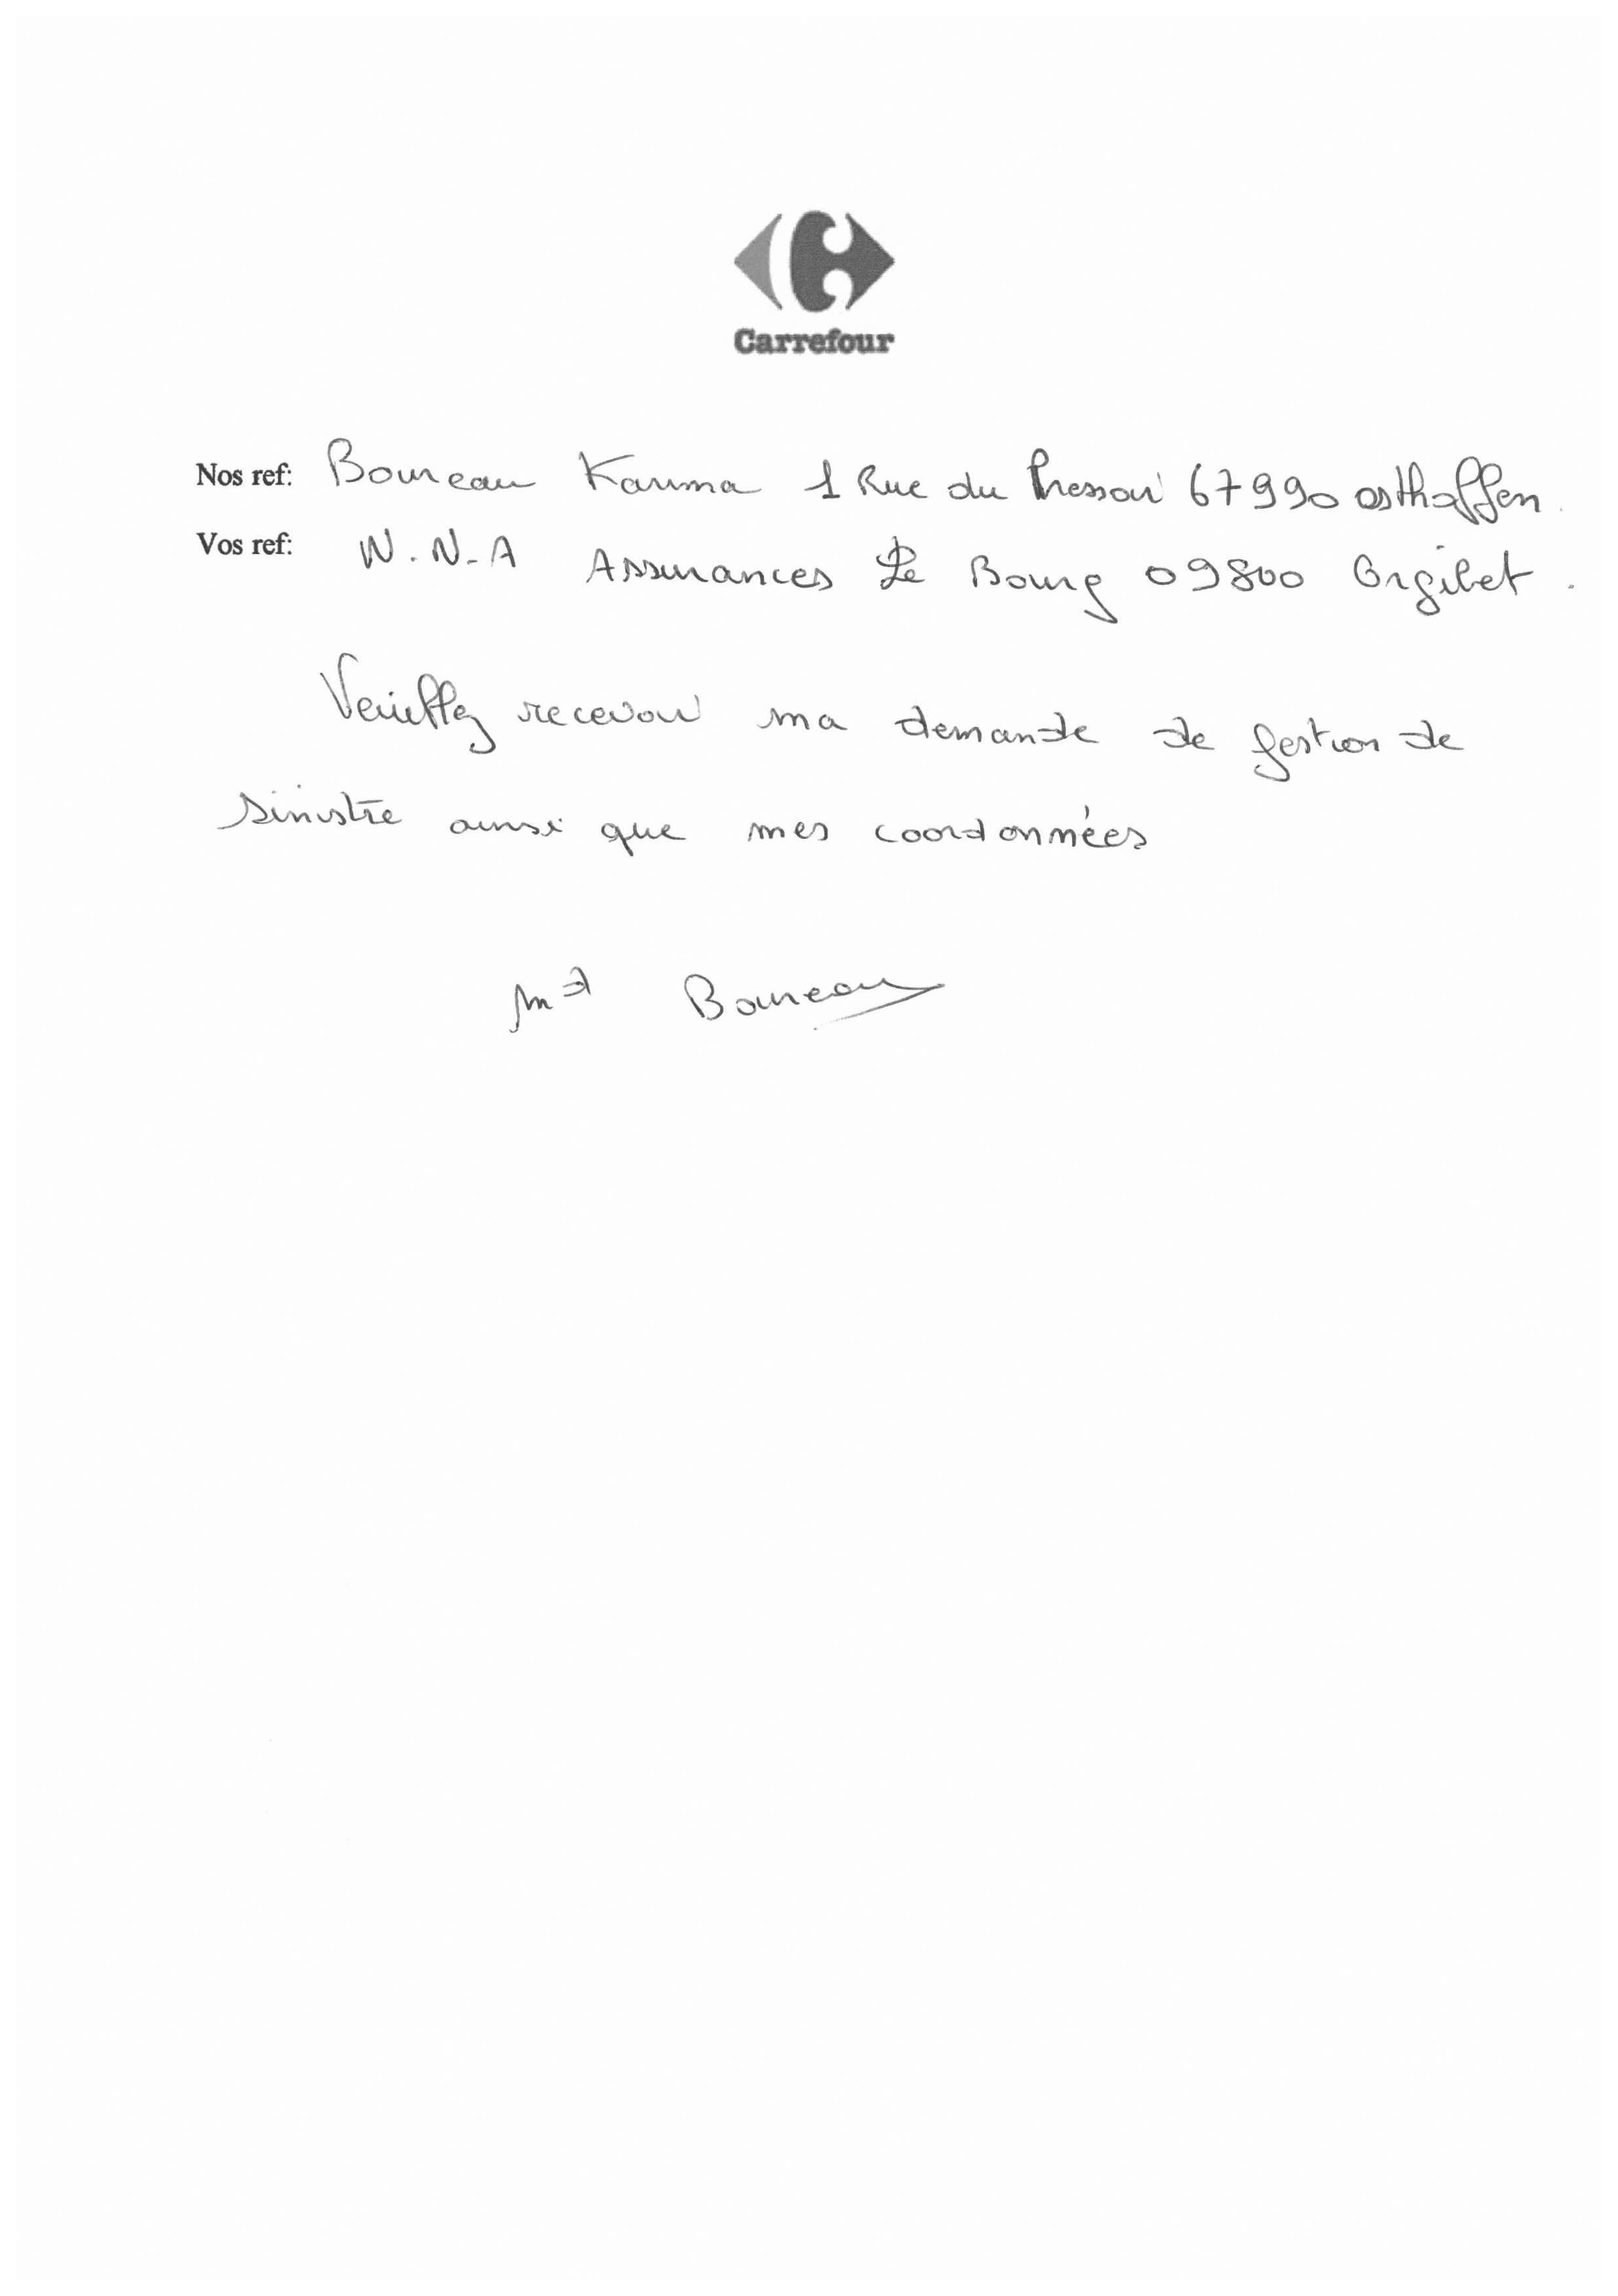 Carrefour
Nos ref: Boureau Karima 1 Rue du Pressoir 67990 osthoffen.
Vos ref: W.N-A Assurances Le Bourg 09800 Orgibet.
Veuillez recevoir ma demande de gestion de
sinistre ainsi que mes coordonnées
Boureau